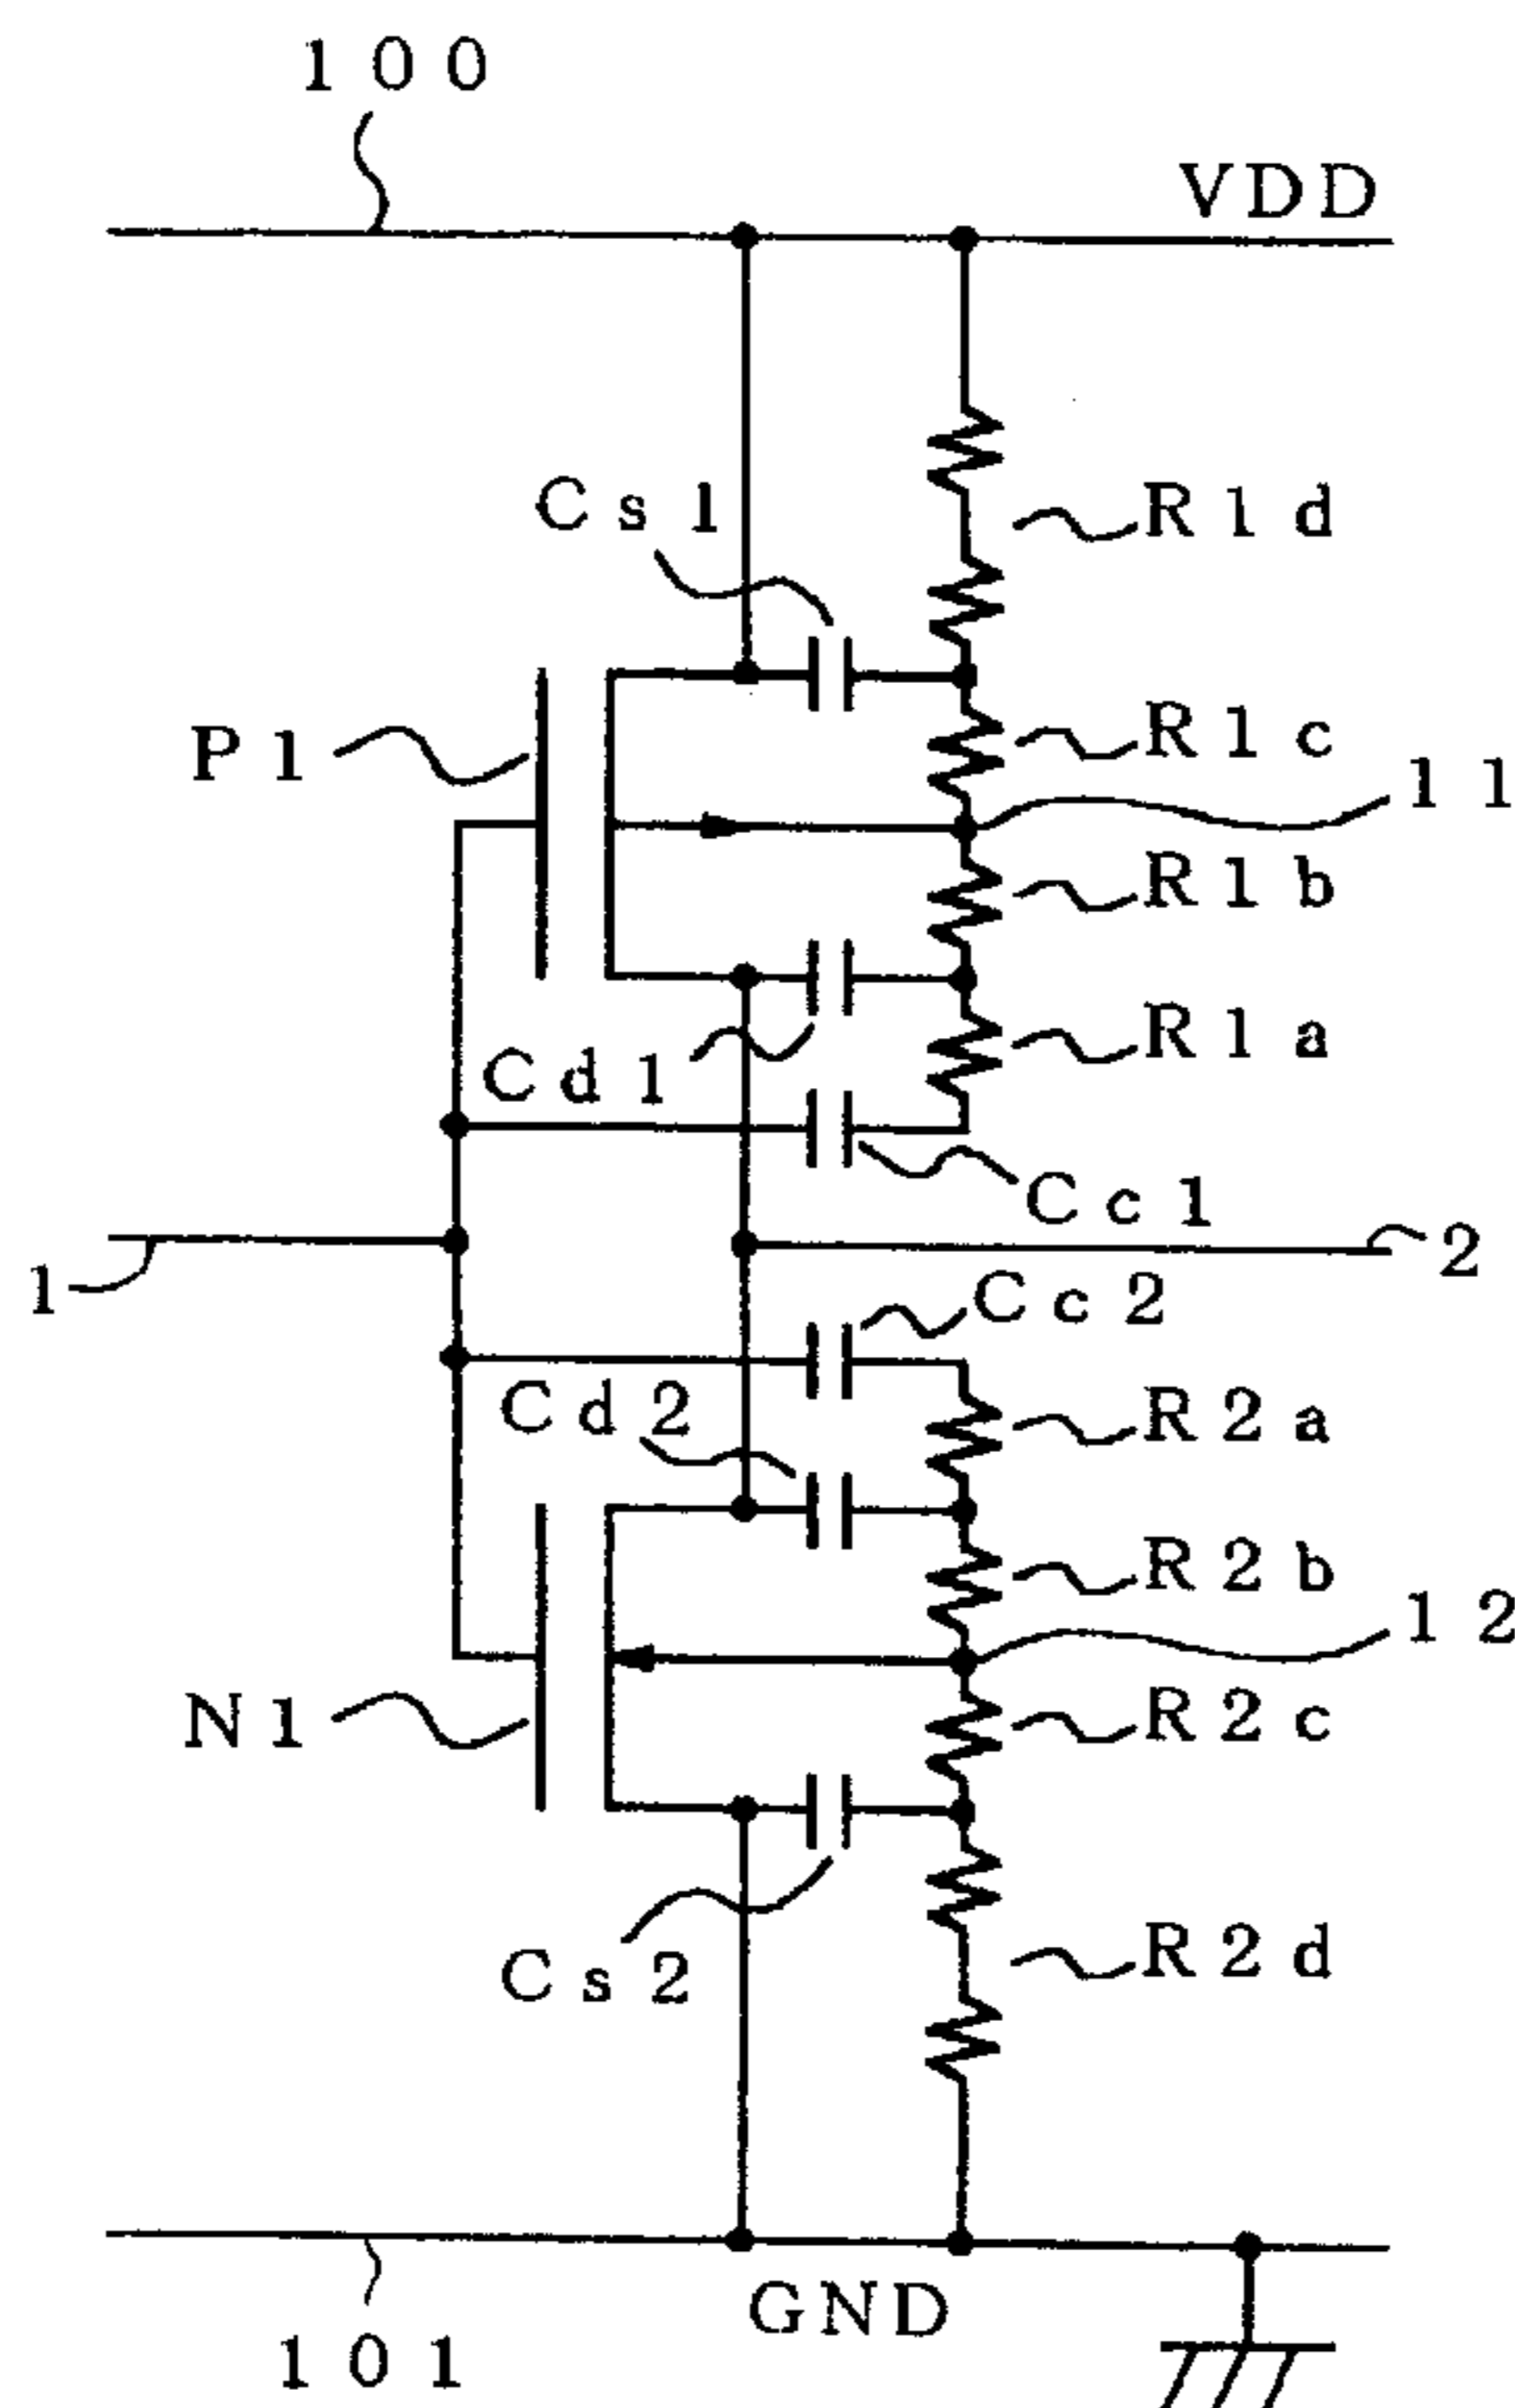 100
VDD
Cs1
R1d
P1
R1c
11
R1b
Cd1
R1a
Cc1
1
2
Cc2
Cd2
R2a
R2b
12
N1
R2c
Cs2
R2d
GND
101